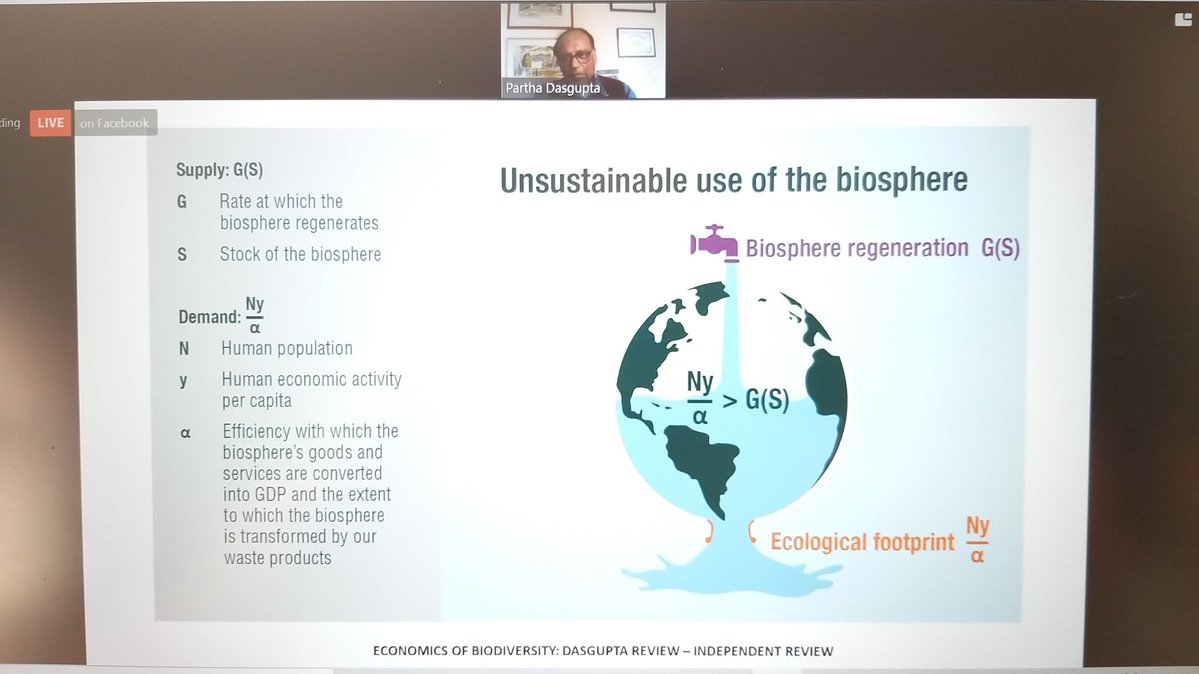 Partha Dasgupta
ding LIVE on Facebook
Supply: G(S)
G Rate at which the
biosphere regenerates
S Stock of the biosphere
Demand: Ny/α
N Human population
y Human economic activity
per capita
α Efficiency with which the
biosphere's goods and
services are converted
into GDP and the extent
to which the biosphere
is transformed by our
waste products
Unsustainable use of the biosphere
Biosphere regeneration G(S)
Ny/α > G(S)
Ecological footprint Ny/α
ECONOMICS OF BIODIVERSITY: DASGUPTA REVIEW – INDEPENDENT REVIEW